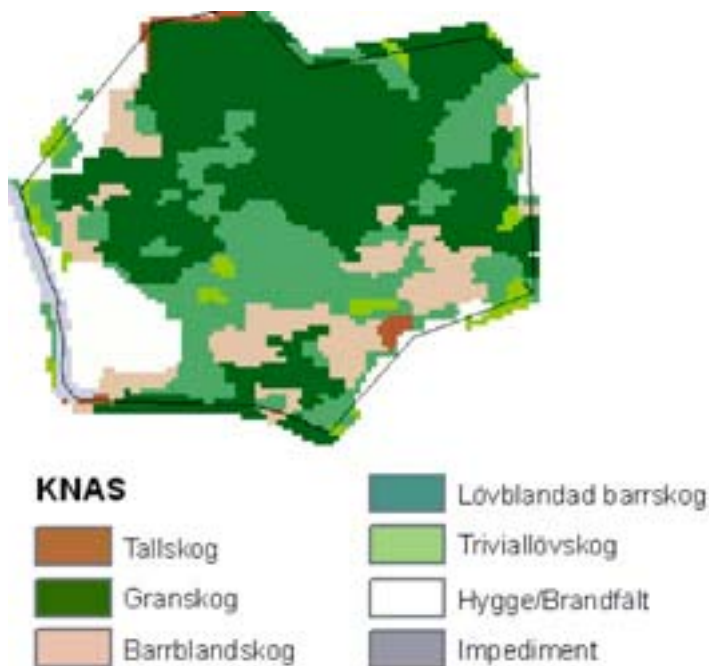 KNAS
Tallskog
Granskog
Barrblandskog
Lövblandad barrskog
Triviallövskog
Hygge/Brandfält
Impediment